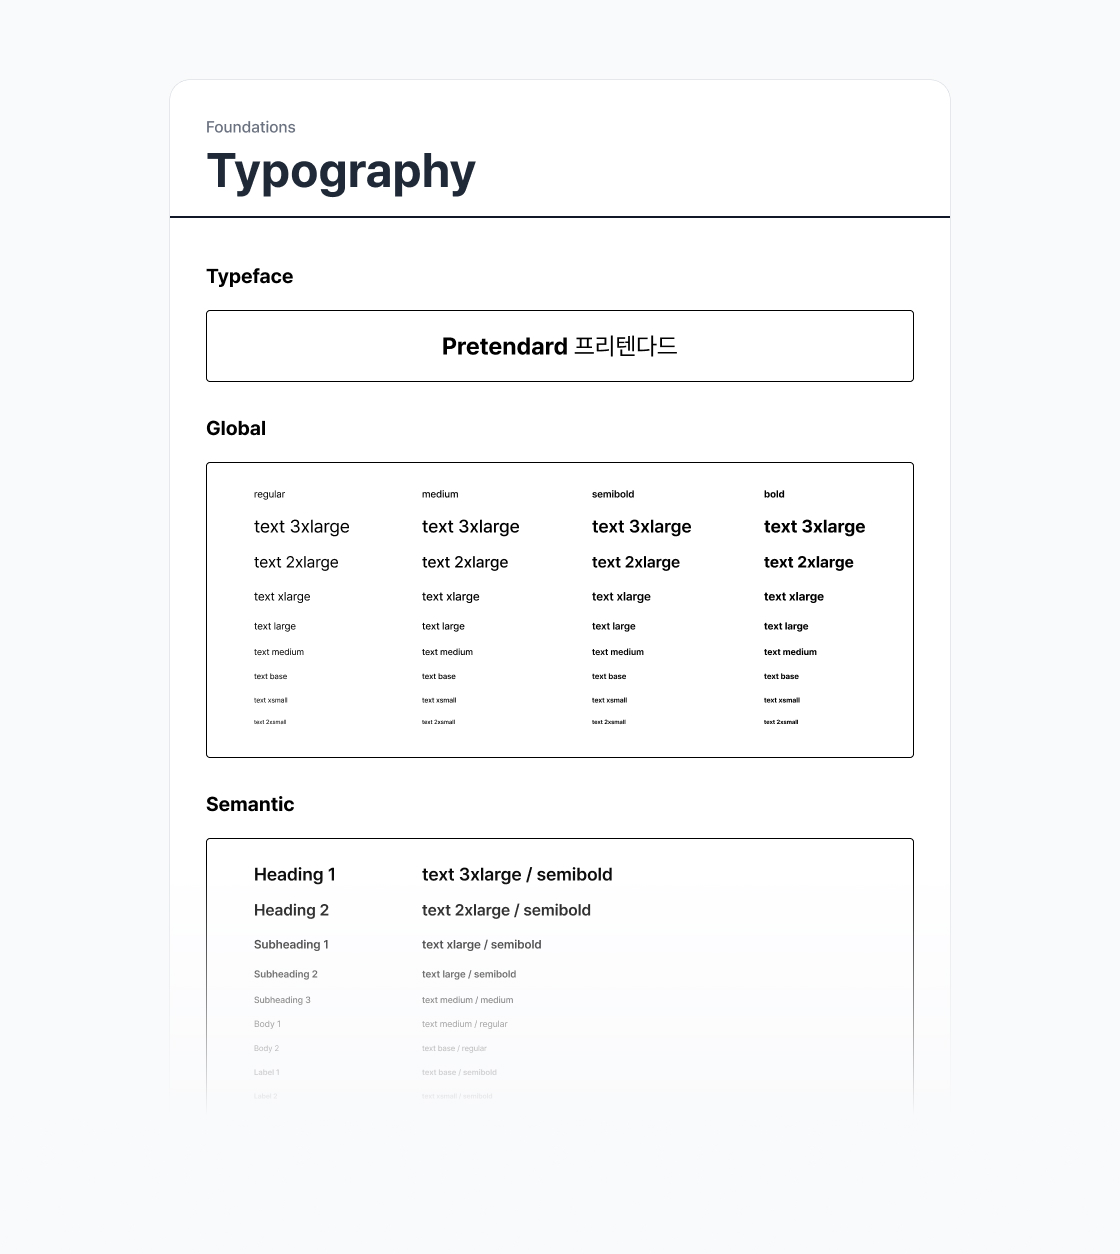 Foundations
Typography
Typeface
Pretendard 프리텐다드
Global
regular medium semibold bold
text 3xlarge text 3xlarge text 3xlarge text 3xlarge
text 2xlarge text 2xlarge text 2xlarge text 2xlarge
text xlarge text xlarge text xlarge text xlarge
text large text large text large text large
text medium text medium text medium text medium
text base text base text base text base
text xsmall text xsmall text xsmall text xsmall
text 2xsmall text 2xsmall text 2xsmall text 2xsmall
Semantic
Heading 1 text 3xlarge / semibold
Heading 2 text 2xlarge / semibold
Subheading 1 text xlarge / semibold
Subheading 2 text large / semibold
Subheading 3 text medium / medium
Body 1 text medium / regular
Body 2 text base / regular
Label 1 text base / semibold
Label 2 text xsmall / semibold